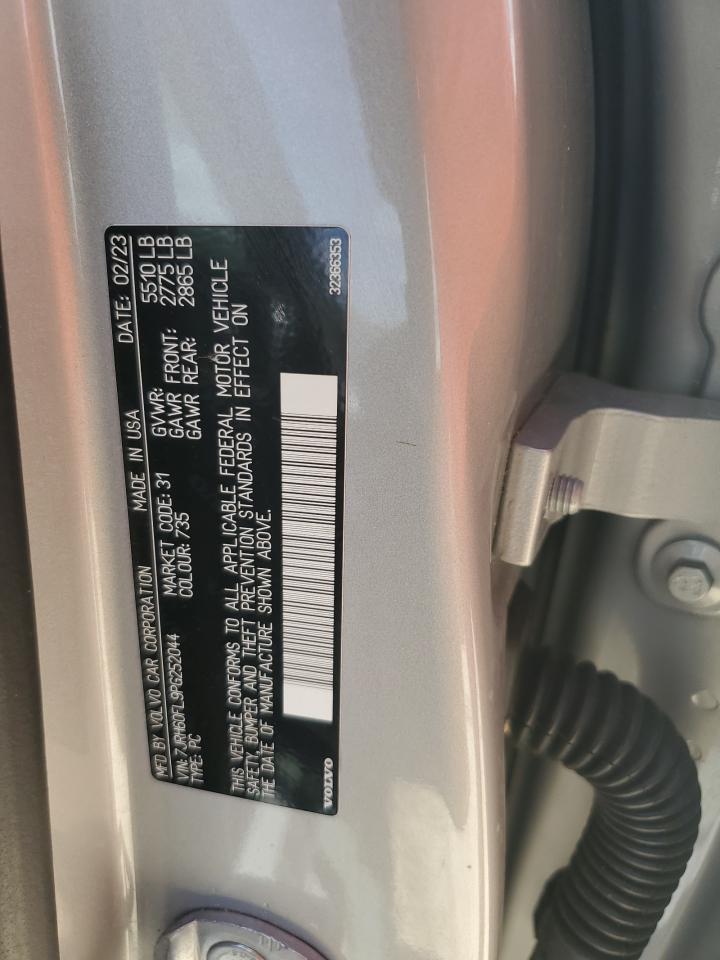 MFD BY VOLVO CAR CORPORATION MADE IN USA DATE: 02/23
VIN: 7JRH60FL9PG252044 MARKET CODE: 31 GVWR: 5510 LB
TYPE: PC COLOUR: 735 GAWR FRONT: 2775 LB
GAWR REAR: 2865 LB
THIS VEHICLE CONFORMS TO ALL APPLICABLE FEDERAL MOTOR VEHICLE
SAFETY, BUMPER AND THEFT PREVENTION STANDARDS IN EFFECT ON
THE DATE OF MANUFACTURE SHOWN ABOVE.
VOLVO 32366353